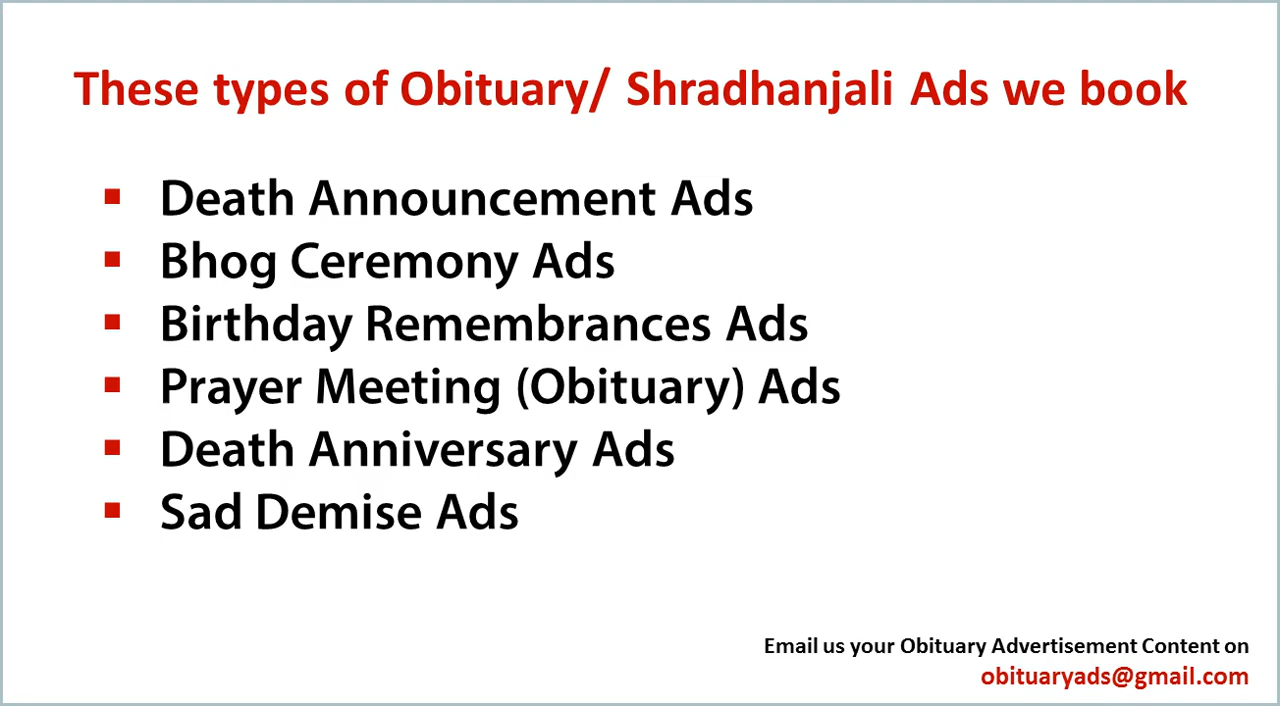 These types of Obituary/ Shradhanjali Ads we book
▪ Death Announcement Ads
▪ Bhog Ceremony Ads
▪ Birthday Remembrances Ads
▪ Prayer Meeting (Obituary) Ads
▪ Death Anniversary Ads
▪ Sad Demise Ads
Email us your Obituary Advertisement Content on
obituaryads@gmail.com